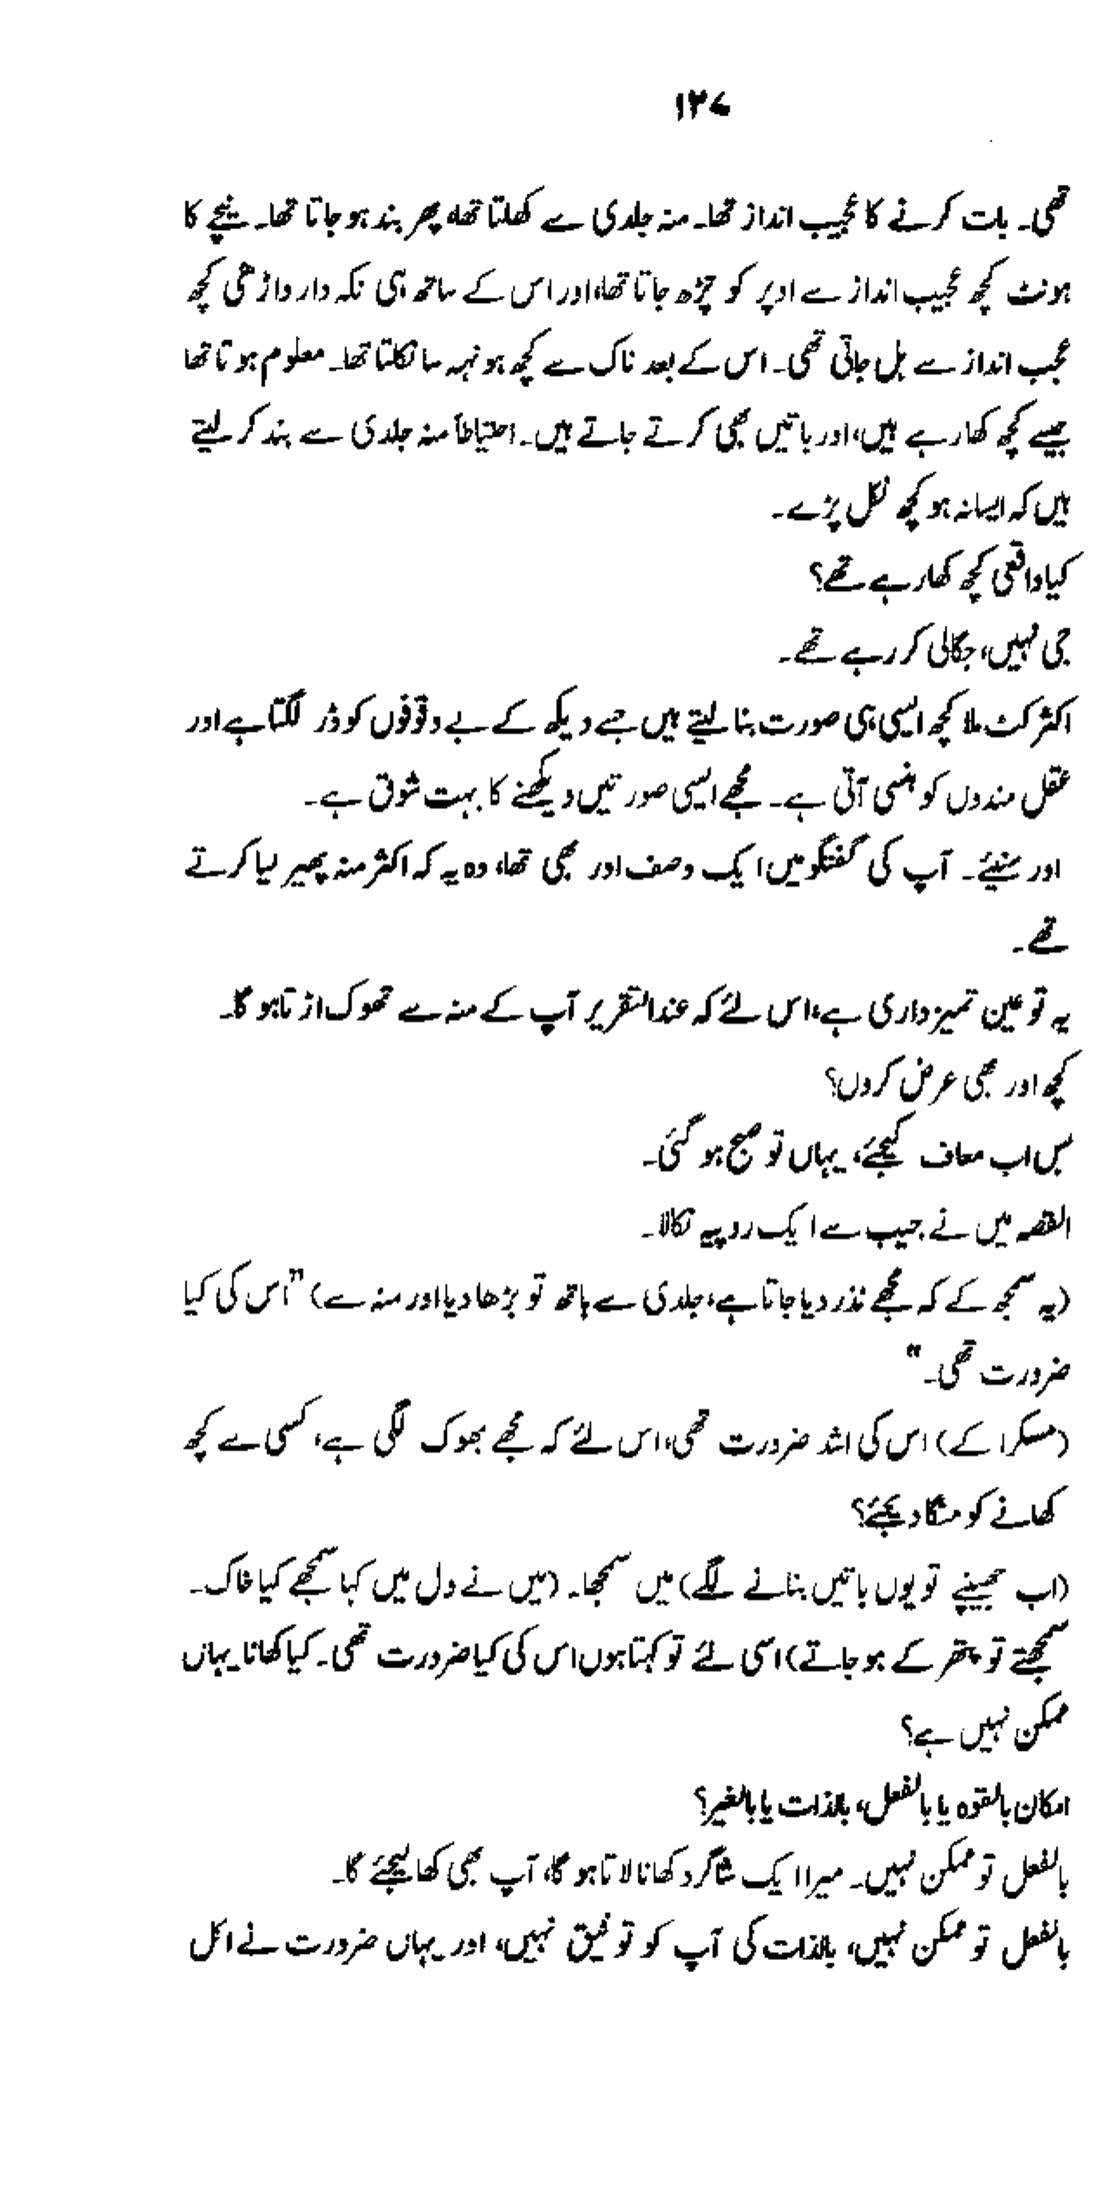 ۱۲۷
تھی۔ بات کرنے کا عجیب انداز تھا۔ منہ جلدی سے کھلتا تھا، پھر بند ہو جاتا تھا۔ نیچے کا
ہونٹ کچھ عجیب انداز سے اوپر کو چڑھ جاتا تھا، اور اس کے ساتھ ہی نکہ دار داڑھی کچھ
عجب انداز سے ہل جاتی تھی۔ اس کے بعد ناک سے کچھ ہونہہ سا نکلتا تھا۔ معلوم ہوتا تھا
جیسے کچھ کھا رہے ہیں، اور باتیں بھی کرتے جاتے ہیں۔ احتیاطاً منہ جلدی سے بند کر لیتے
ہیں کہ ایسا نہ ہو کچھ نکل پڑے۔
کیا واقعی کچھ کھا رہے تھے؟
جی نہیں، جگالی کر رہے تھے۔
اکثر کٹ ملا کچھ ایسی ہی صورت بنا لیتے ہیں جسے دیکھ کے بے وقوفوں کو ڈر لگتا ہے اور
عقل مندوں کو ہنسی آتی ہے۔ مجھے ایسی صورتیں دیکھنے کا بہت شوق ہے۔
اور سنیئے۔ آپ کی گفتگو میں ایک وصف اور بھی تھا، وہ یہ کہ اکثر منہ پھیر لیا کرتے
تھے۔
یہ تو عین تمیز داری ہے، اس لئے کہ عند التقریر آپ کے منہ سے تھوک اڑتا ہو گا۔
کچھ اور بھی عرض کروں؟
بس اب معاف کیجئے، یہاں تو صبح ہو گئی۔
القصہ میں نے جیب سے ایک روپیہ نکالا۔
(یہ سمجھ کے کہ مجھے نذر دیا جاتا ہے، جلدی سے ہاتھ تو بڑھا دیا اور منہ سے) "اس کی کیا
ضرورت تھی۔"
(مسکرا کے) اس کی اشد ضرورت تھی، اس لئے کہ مجھے بھوک لگی ہے، کسی سے کچھ
کھانے کو منگا دیجئے؟
(اب جھینپے تو یوں باتیں بنانے لگے) میں سمجھا۔ (میں نے دل میں کہا سمجھے کیا خاک۔
سمجھتے تو پتھر کے ہو جاتے) اسی لئے تو کہتا ہوں اس کی کیا ضرورت تھی۔ کیا کھانا یہاں
ممکن نہیں ہے؟
امکان بالقوہ یا بالفعل، بالذات یا بالغیر؟
بالفعل تو ممکن نہیں۔ میرا ایک شاگرد کھانا لاتا ہو گا، آپ بھی کھا لیجئے گا۔
بالفعل تو ممکن نہیں، بالذات کی آپ کو توفیق نہیں، اور یہاں ضرورت نے اکل